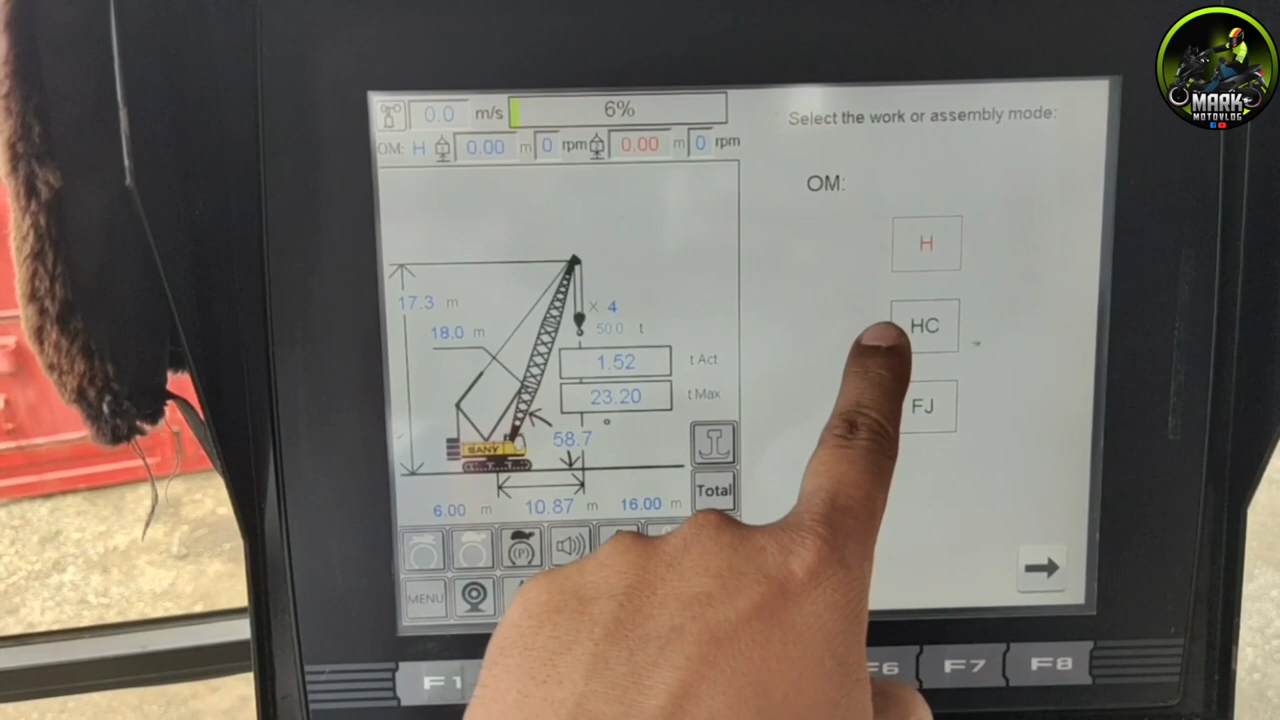 MARK
MOTOVLOG
0.0 m/s 6%
OM: H 0.00 m 0 rpm 0.00 m 0 rpm
Select the work or assembly mode:
OM:
H
HC
FJ
17.3 m
18.0 m
X 4
50.0 t
1.52 t Act
23.20 t Max
58.7 °
SANY
6.00 m 10.87 m 16.00 m
Total
(P)
MENU
F1 F6 F7 F8